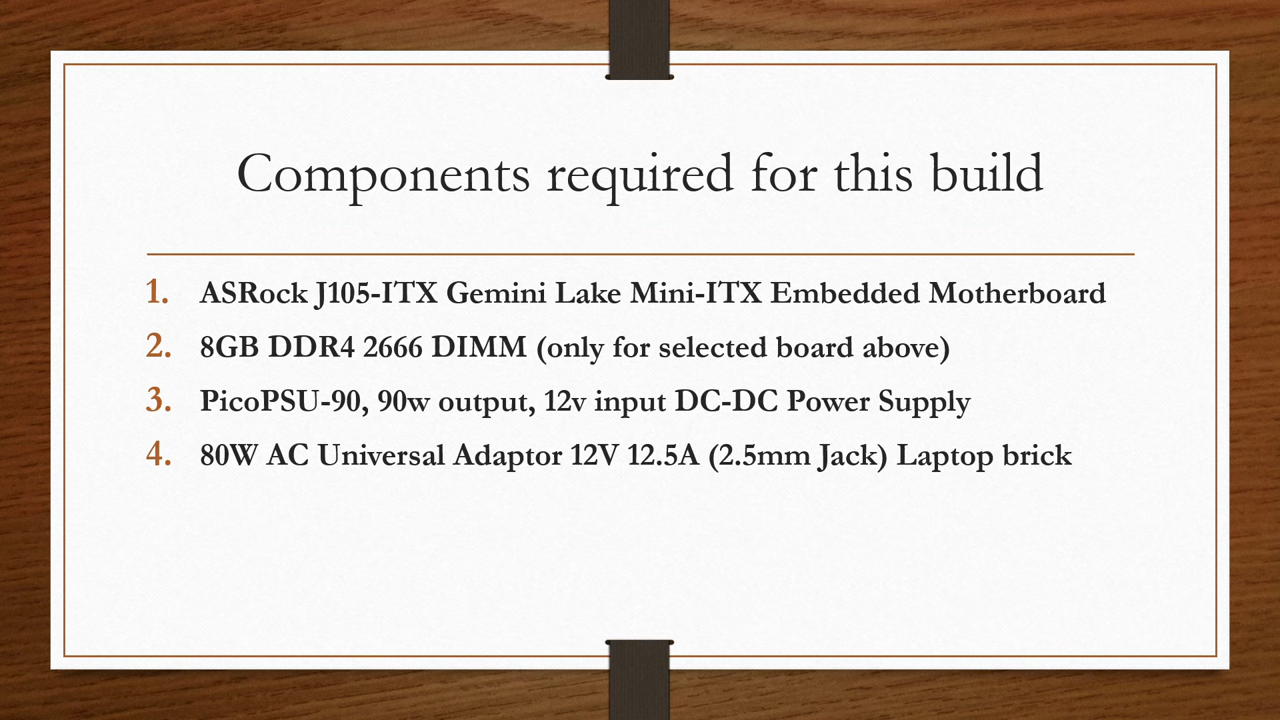 Components required for this build
1. ASRock J105-ITX Gemini Lake Mini-ITX Embedded Motherboard
2. 8GB DDR4 2666 DIMM (only for selected board above)
3. PicoPSU-90, 90w output, 12v input DC-DC Power Supply
4. 80W AC Universal Adaptor 12V 12.5A (2.5mm Jack) Laptop brick